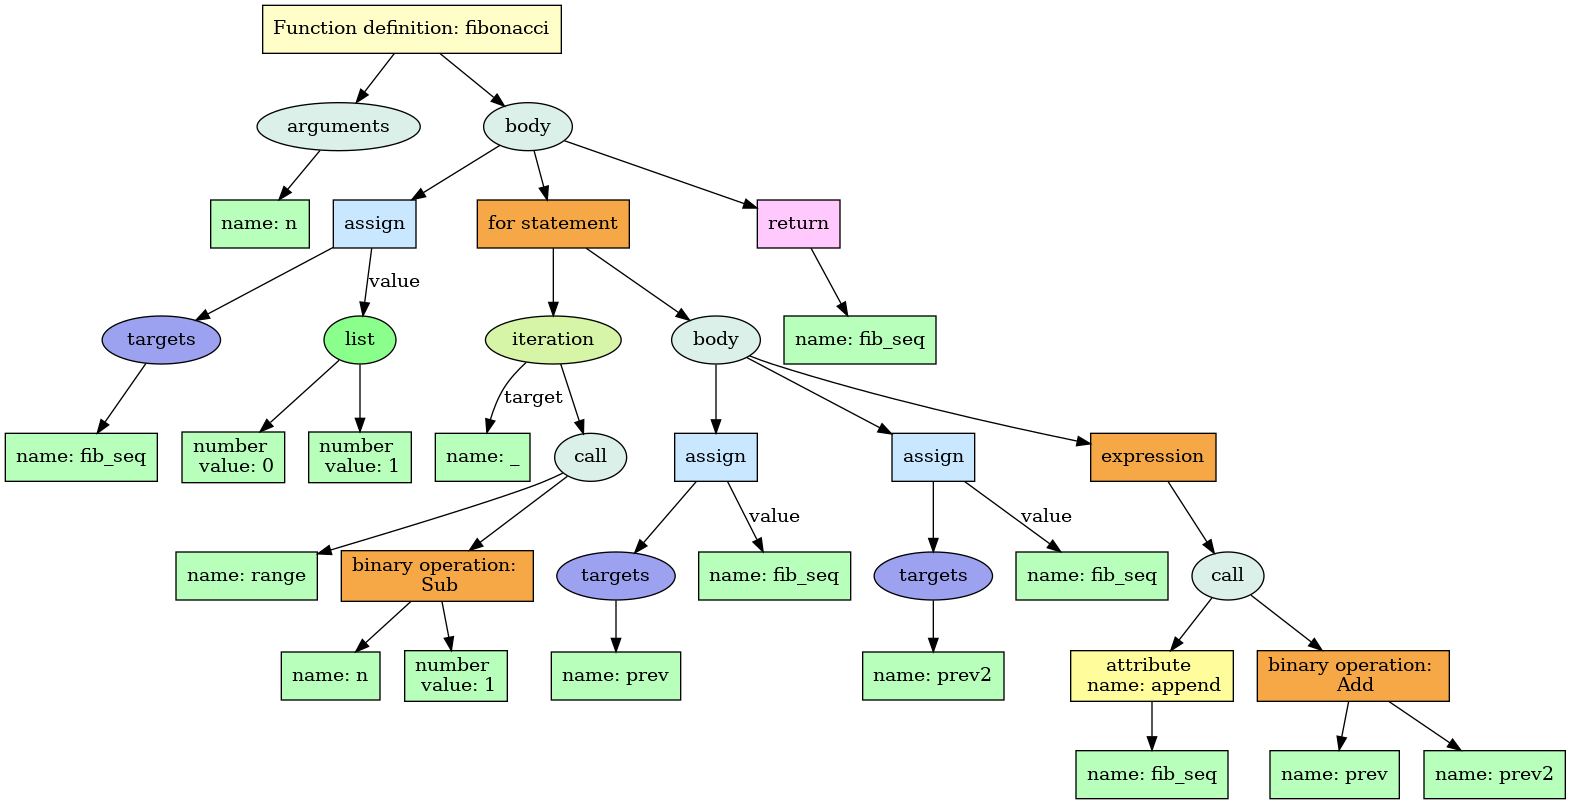 Function definition: fibonacci
arguments
body
name: n
assign
for statement
return
value
targets
list
iteration
body
name: fib_seq
target
name: fib_seq
number
value: 0
number
value: 1
name: _
call
assign
assign
expression
value
value
name: range
binary operation:
Sub
targets
name: fib_seq
targets
name: fib_seq
call
name: n
number
value: 1
name: prev
name: prev2
attribute
name: append
binary operation:
Add
name: fib_seq
name: prev
name: prev2